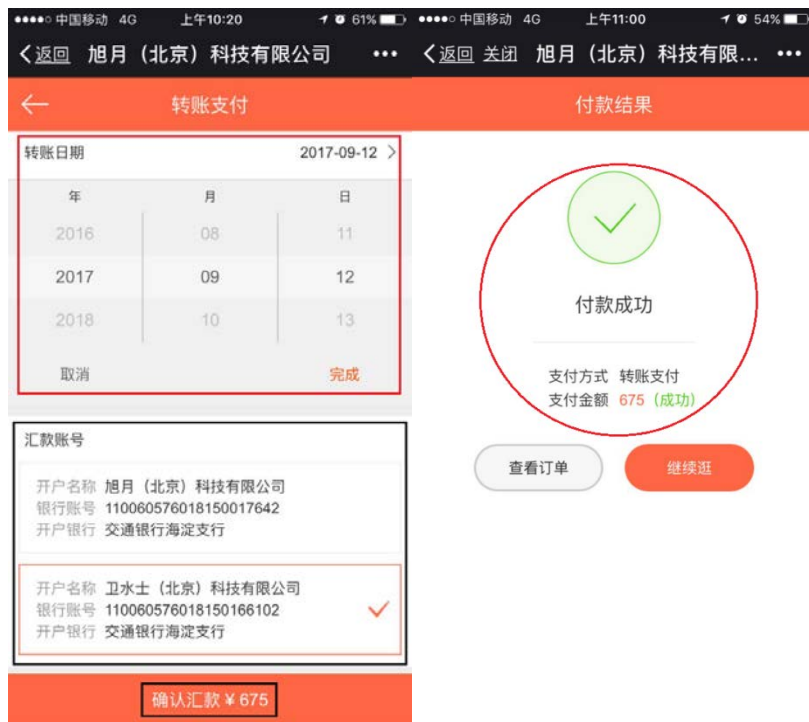 中国移动 4G 上午10:20 61%
返回 旭月（北京）科技有限公司 •••
转账支付
转账日期 2017-09-12
年 月 日
2016 08 11
2017 09 12
2018 10 13
取消 完成
汇款账号
开户名称 旭月（北京）科技有限公司
银行账号 110060576018150017642
开户银行 交通银行海淀支行
开户名称 卫水士（北京）科技有限公司
银行账号 110060576018150166102
开户银行 交通银行海淀支行
确认汇款 ¥ 675
中国移动 4G 上午11:00 54%
返回 关闭 旭月（北京）科技有限... •••
付款结果
付款成功
支付方式 转账支付
支付金额 675（成功）
查看订单 继续逛